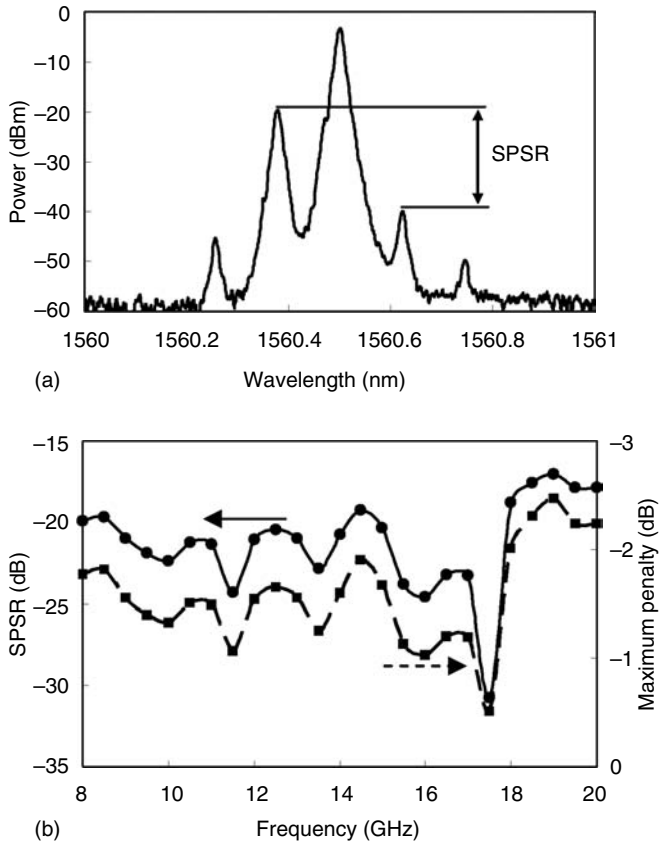 0
–10
–20
–30
–40
–50
–60
Power (dBm)
SPSR
1560 1560.2 1560.4 1560.6 1560.8 1561
(a) Wavelength (nm)
–15
–20
–25
–30
–35
SPSR (dB)
–3
–2
–1
0
Maximum penalty (dB)
8 10 12 14 16 18 20
(b) Frequency (GHz)